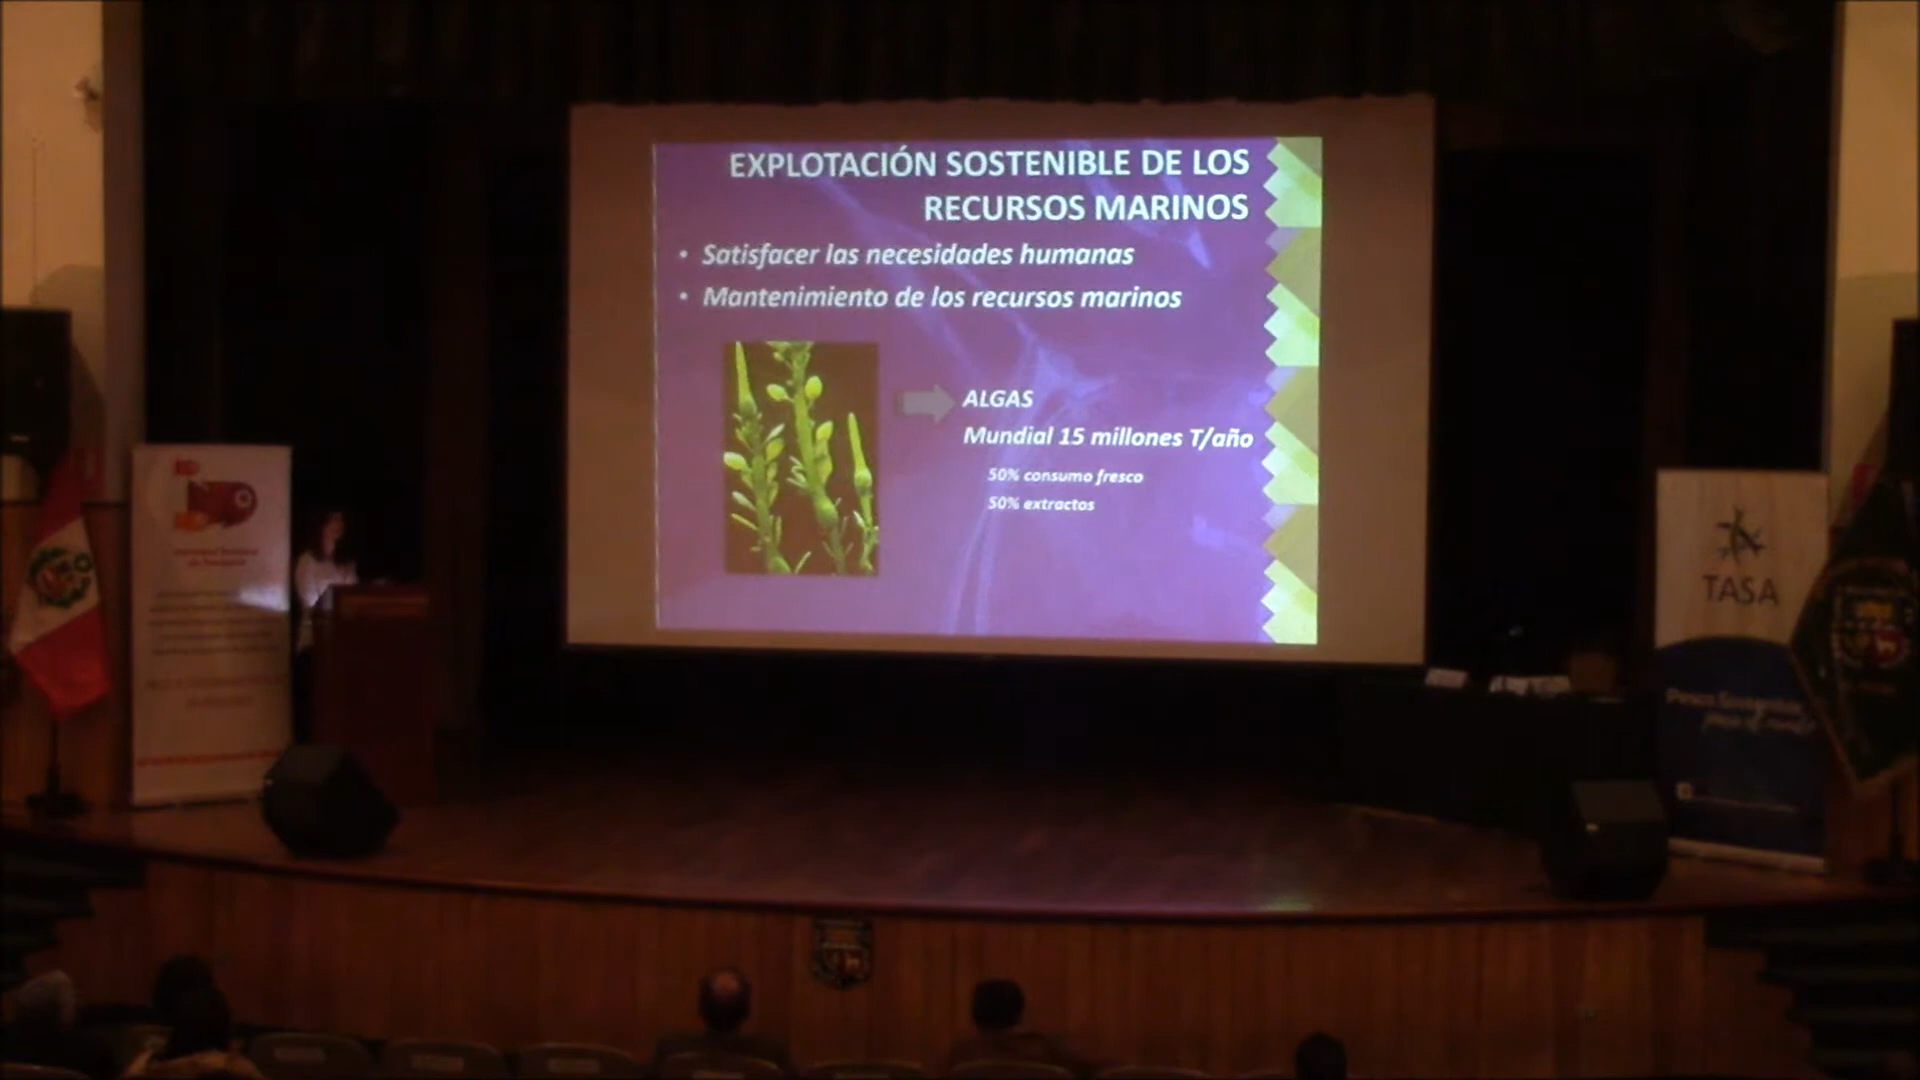 EXPLOTACIÓN SOSTENIBLE DE LOS
RECURSOS MARINOS
• Satisfacer las necesidades humanas
• Mantenimiento de los recursos marinos
ALGAS
Mundial 15 millones T/año
50% consumo fresco
50% extractos
TASA